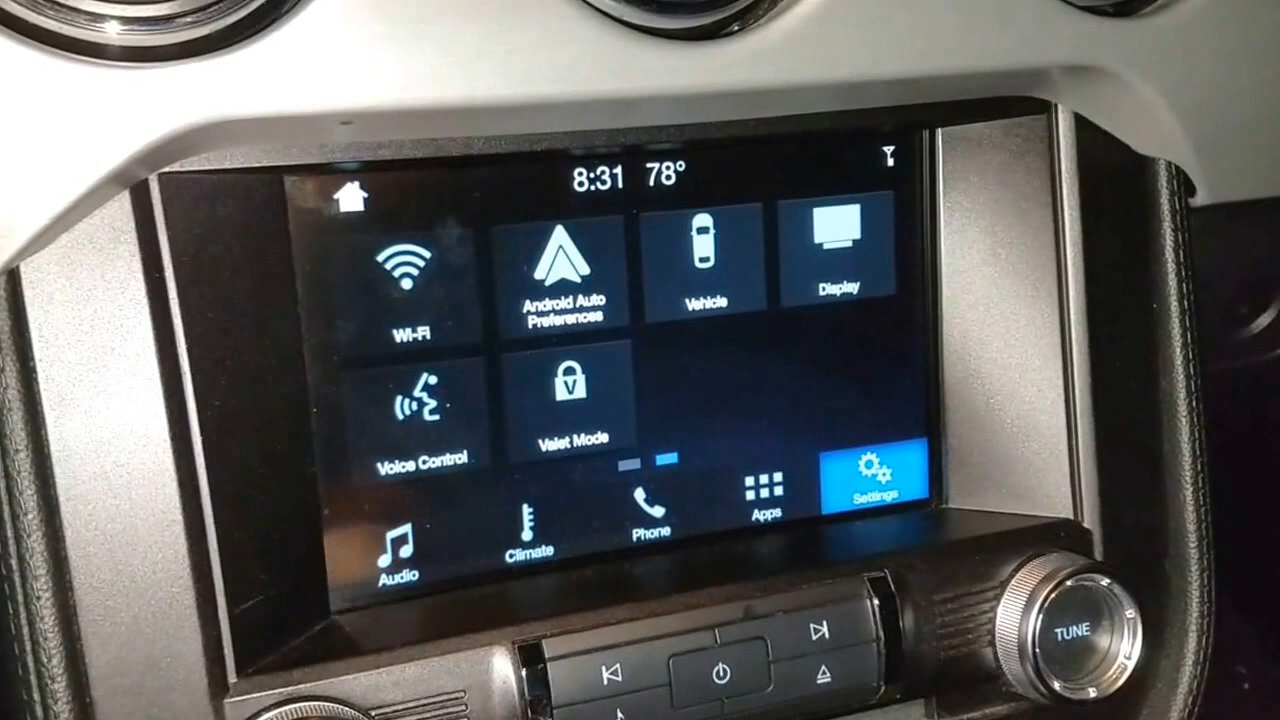 8:31 78°
Wi-Fi
Android Auto
Preferences
Vehicle
Display
Voice Control
V
Valet Mode
Audio
Climate
Phone
Apps
Settings
TUNE